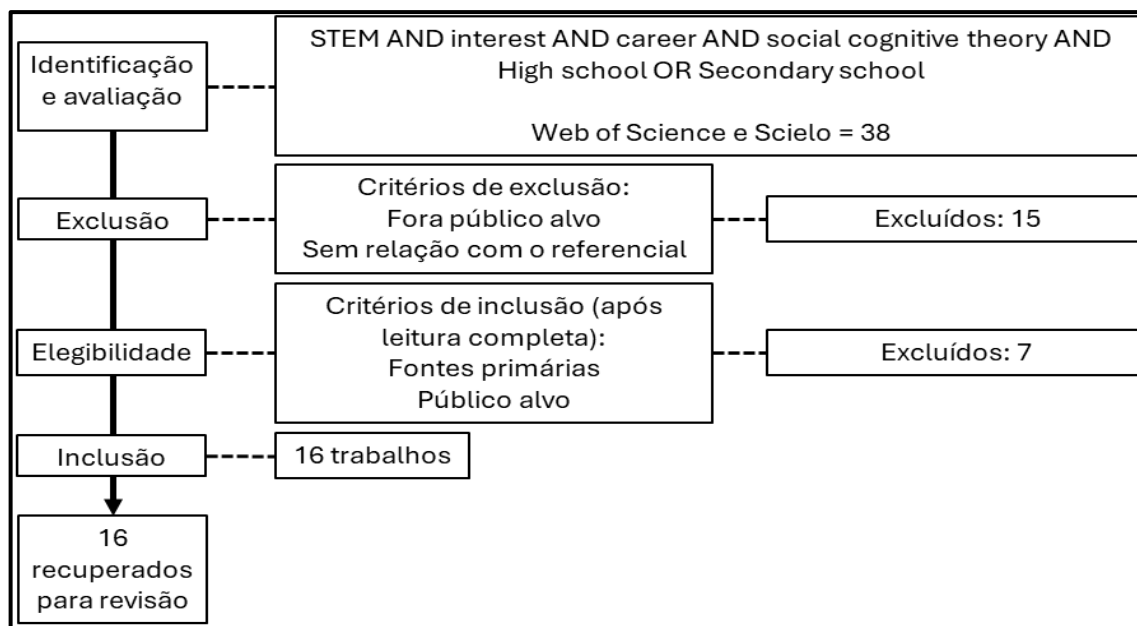 Identificação
e avaliação
STEM AND interest AND career AND social cognitive theory AND
High school OR Secondary school
Web of Science e Scielo = 38
Exclusão
Critérios de exclusão:
Fora público alvo
Sem relação com o referencial
Excluídos: 15
Elegibilidade
Critérios de inclusão (após
leitura completa):
Fontes primárias
Público alvo
Excluídos: 7
Inclusão
16 trabalhos
16
recuperados
para revisão